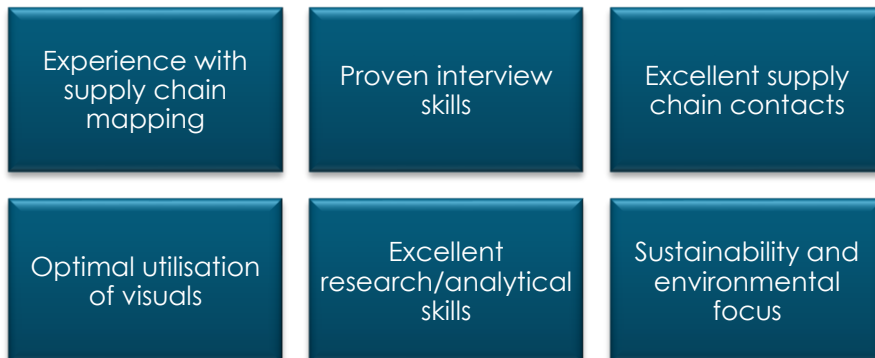 Experience with
supply chain
mapping
Proven interview
skills
Excellent supply
chain contacts
Optimal utilisation
of visuals
Excellent
research/analytical
skills
Sustainability and
environmental
focus